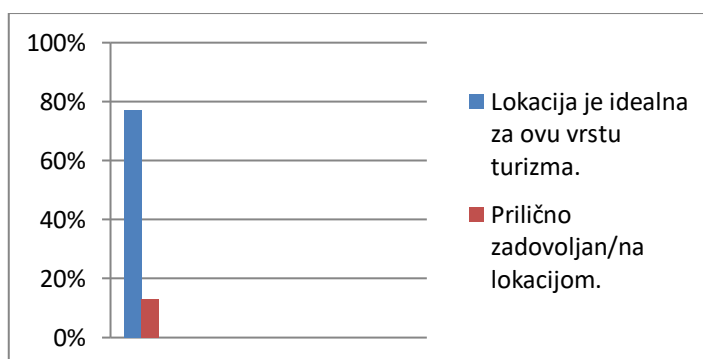 100%
80%
60%
40%
20%
0%
Lokacija je idealna
za ovu vrstu
turizma.
Prilično
zadovoljan/na
lokacijom.